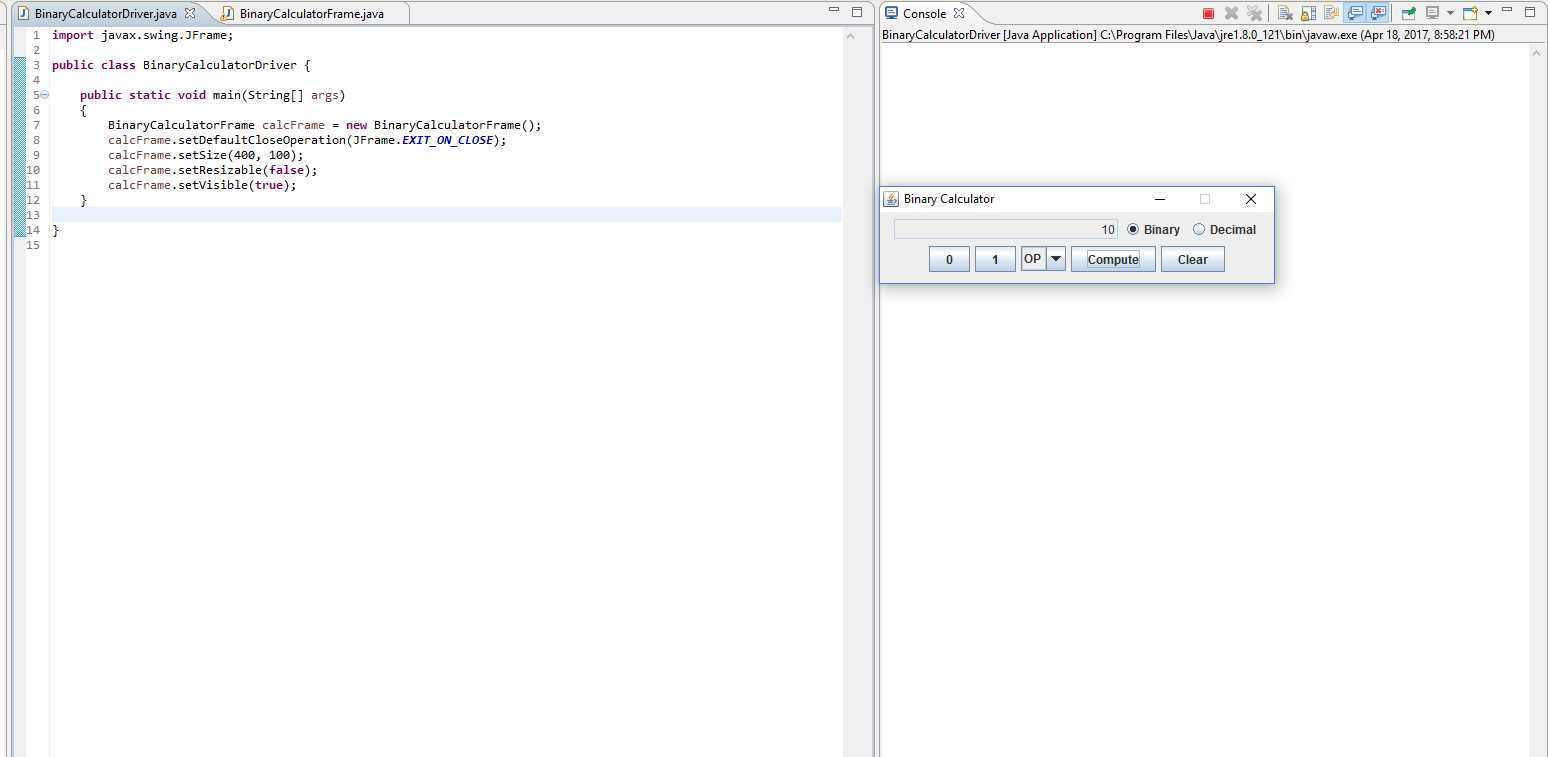 BinaryCalculatorDriver.java
BinaryCalculatorFrame.java
1 import javax.swing.JFrame;
2
3 public class BinaryCalculatorDriver {
4
5 public static void main(String[] args)
6 {
7 BinaryCalculatorFrame calcFrame = new BinaryCalculatorFrame();
8 calcFrame.setDefaultCloseOperation(JFrame.EXIT_ON_CLOSE);
9 calcFrame.setSize(400, 100);
10 calcFrame.setResizable(false);
11 calcFrame.setVisible(true);
12 }
13
14 }
15
Console
BinaryCalculatorDriver [Java Application] C:\Program Files\Java\jre1.8.0_121\bin\javaw.exe (Apr 18, 2017, 8:58:21 PM)
Binary Calculator
10 Binary Decimal
0 1 OP Compute Clear